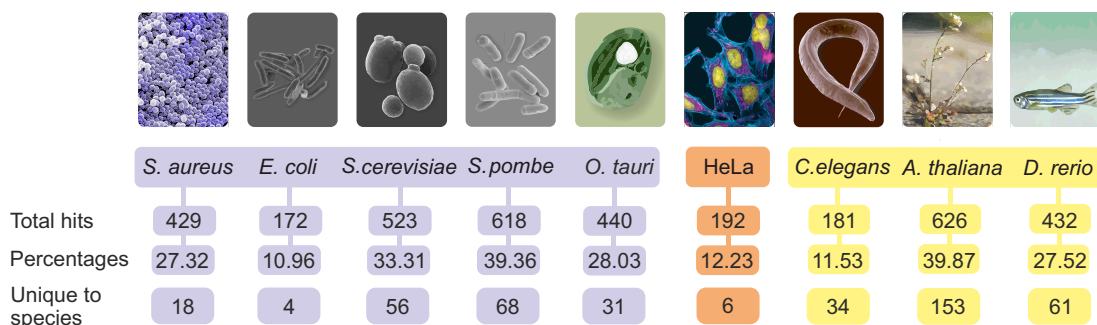 S. aureus E. coli S.cerevisiae S.pombe O. tauri HeLa C.elegans A. thaliana D. rerio
Total hits 429 172 523 618 440 192 181 626 432
Percentages 27.32 10.96 33.31 39.36 28.03 12.23 11.53 39.87 27.52
Unique to
species 18 4 56 68 31 6 34 153 61